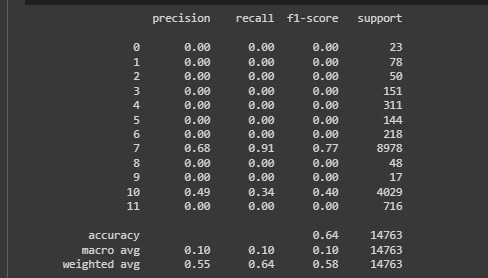 precision recall f1-score support
0 0.00 0.00 0.00 23
1 0.00 0.00 0.00 78
2 0.00 0.00 0.00 50
3 0.00 0.00 0.00 151
4 0.00 0.00 0.00 311
5 0.00 0.00 0.00 144
6 0.00 0.00 0.00 218
7 0.68 0.91 0.77 8978
8 0.00 0.00 0.00 48
9 0.00 0.00 0.00 17
10 0.49 0.34 0.40 4029
11 0.00 0.00 0.00 716
accuracy 0.64 14763
macro avg 0.10 0.10 0.10 14763
weighted avg 0.55 0.64 0.58 14763